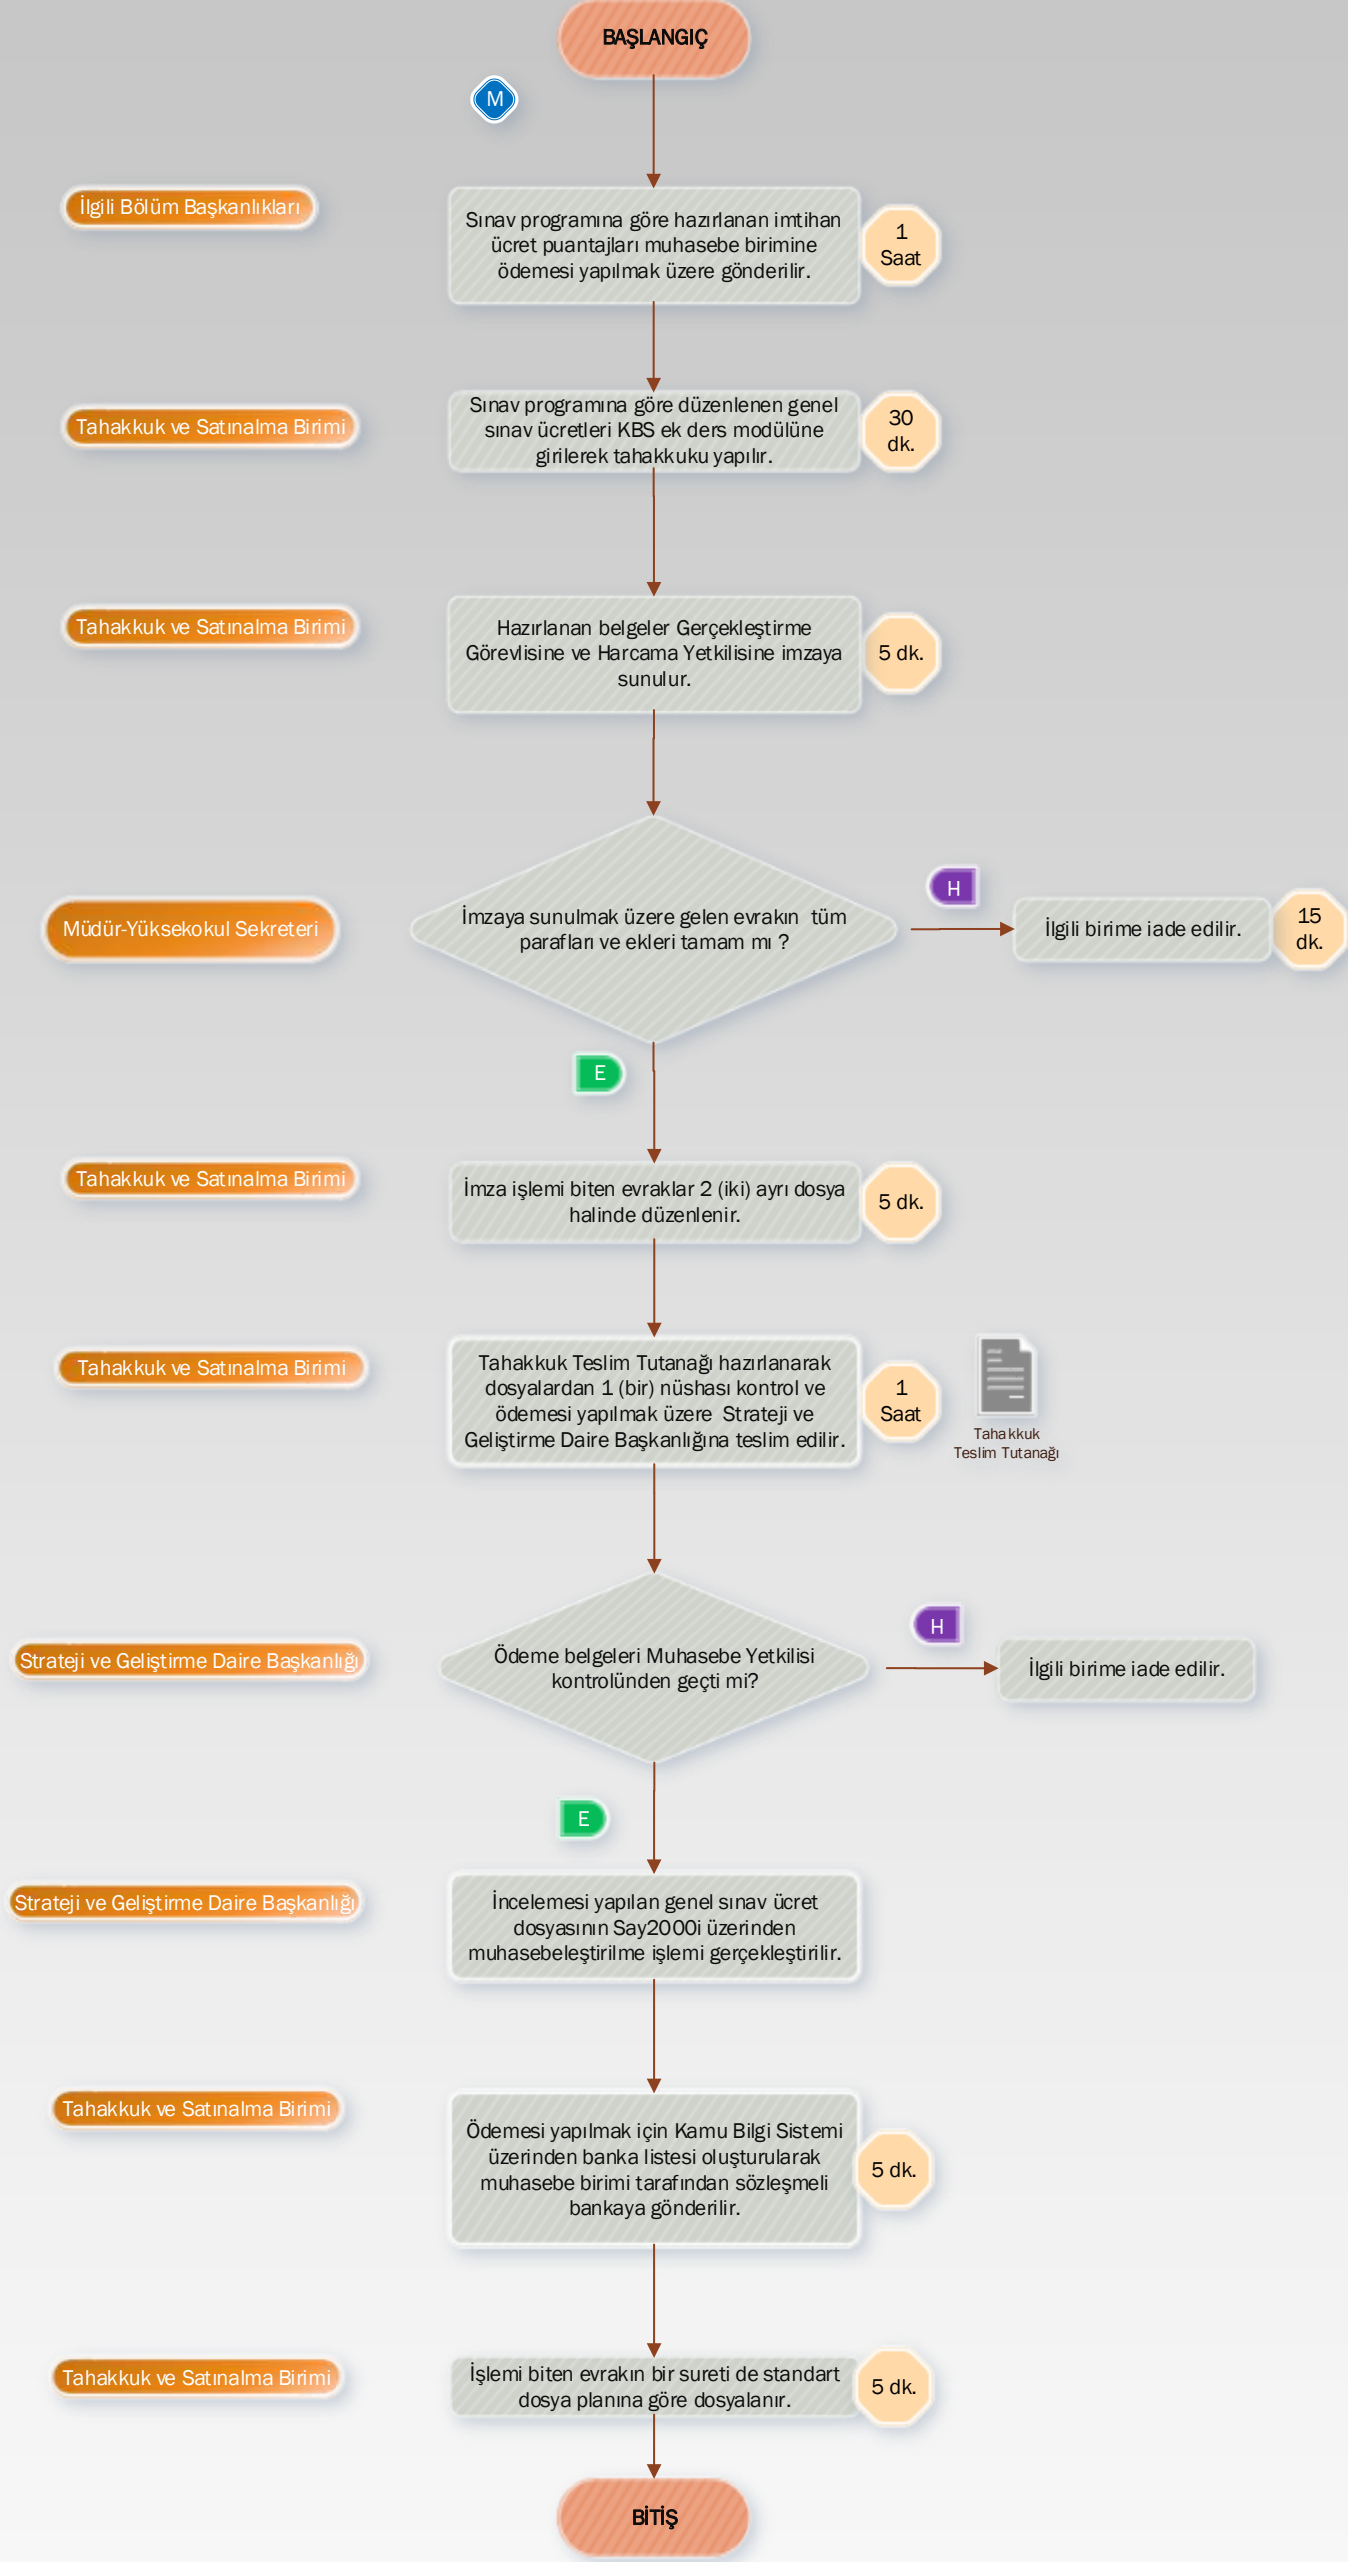 BAŞLANGIÇ
M
İlgili Bölüm Başkanlıkları
Sınav programına göre hazırlanan imtihan
ücret puantajları muhasebe birimine
ödemesi yapılmak üzere gönderilir.
1
Saat
Tahakkuk ve Satınalma Birimi
Sınav programına göre düzenlenen genel
sınav ücretleri KBS ek ders modülüne
girilerek tahakkuku yapılır.
30
dk.
Tahakkuk ve Satınalma Birimi
Hazırlanan belgeler Gerçekleştirme
Görevlisine ve Harcama Yetkilisine imzaya
sunulur.
5 dk.
Müdür-Yüksekokul Sekreteri
İmzaya sunulmak üzere gelen evrakın tüm
parafları ve ekleri tamam mı ?
H
İlgili birime iade edilir.
15
dk.
E
Tahakkuk ve Satınalma Birimi
İmza işlemi biten evraklar 2 (iki) ayrı dosya
halinde düzenlenir.
5 dk.
Tahakkuk ve Satınalma Birimi
Tahakkuk Teslim Tutanağı hazırlanarak
dosyalardan 1 (bir) nüshası kontrol ve
ödemesi yapılmak üzere Strateji ve
Geliştirme Daire Başkanlığına teslim edilir.
1
Saat
Tahakkuk
Teslim Tutanağı
Strateji ve Geliştirme Daire Başkanlığı
Ödeme belgeleri Muhasebe Yetkilisi
kontrolünden geçti mi?
H
İlgili birime iade edilir.
E
Strateji ve Geliştirme Daire Başkanlığı
İncelemesi yapılan genel sınav ücret
dosyasının Say2000i üzerinden
muhasebeleştirilme işlemi gerçekleştirilir.
Tahakkuk ve Satınalma Birimi
Ödemesi yapılmak için Kamu Bilgi Sistemi
üzerinden banka listesi oluşturularak
muhasebe birimi tarafından sözleşmeli
bankaya gönderilir.
5 dk.
Tahakkuk ve Satınalma Birimi
İşlemi biten evrakın bir sureti de standart
dosya planına göre dosyalanır.
5 dk.
BİTİŞ